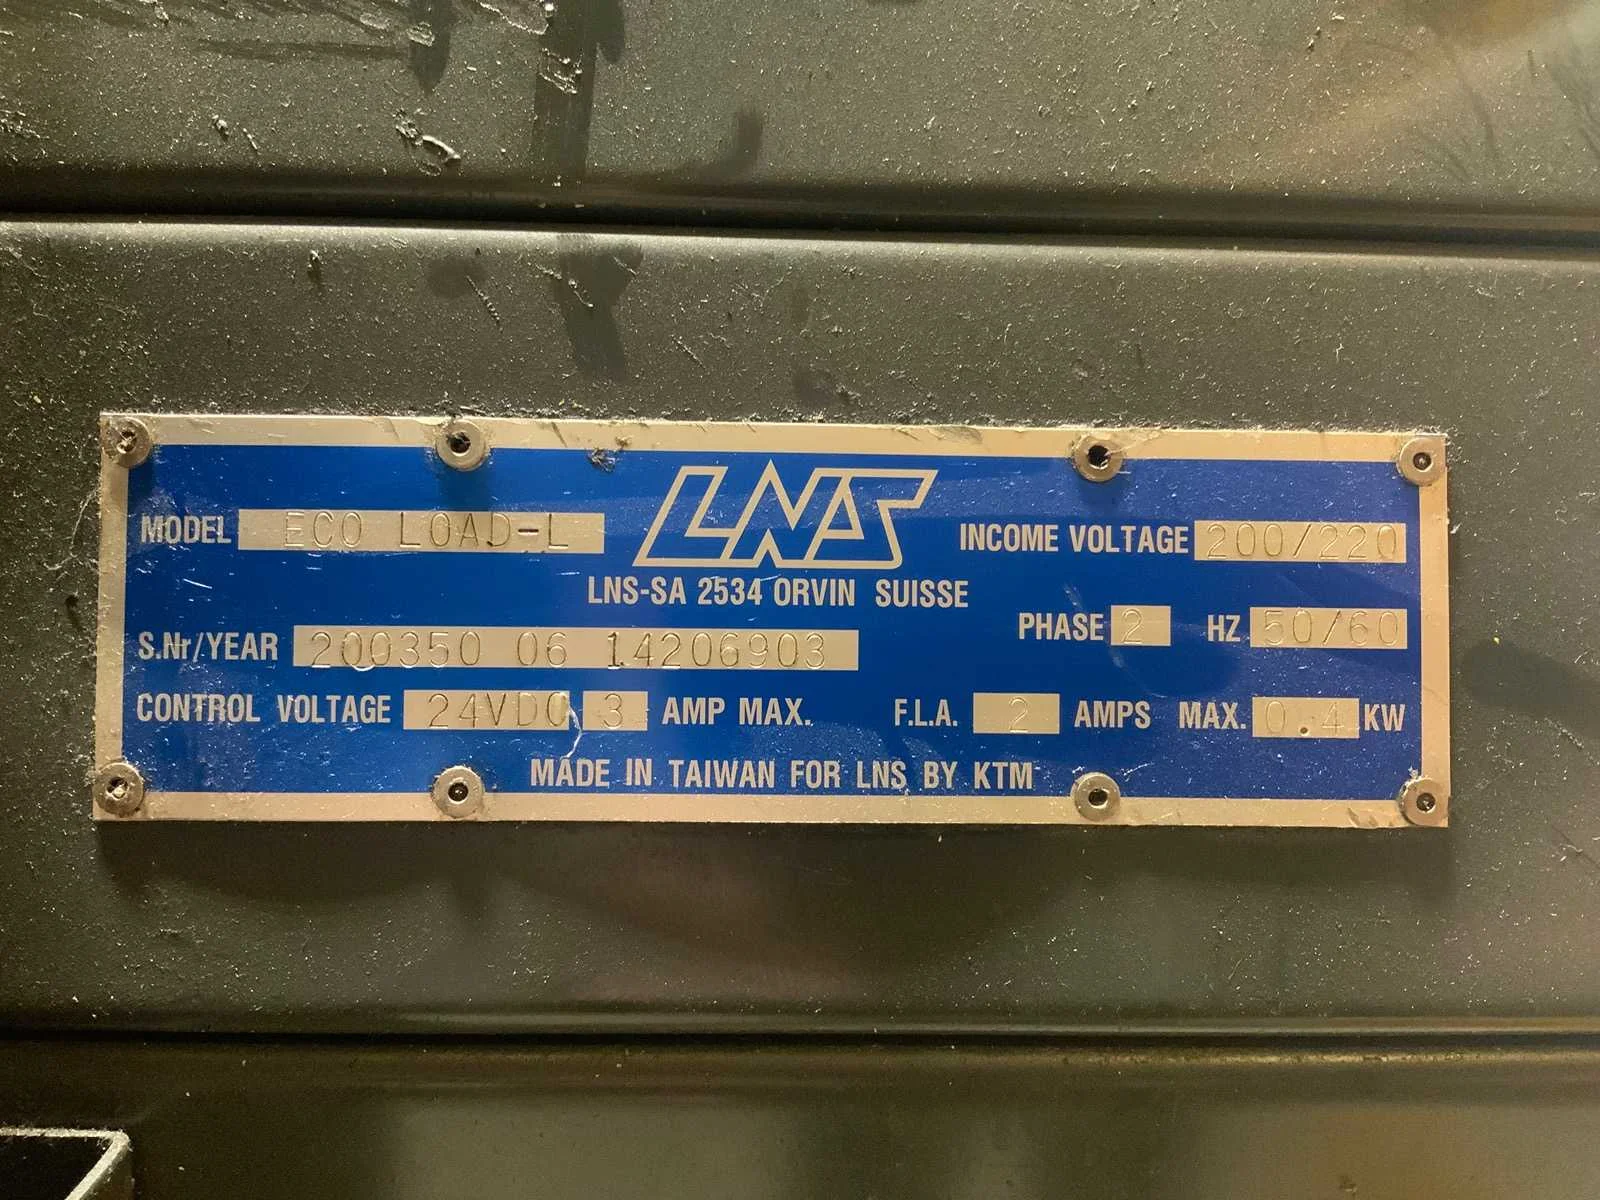 LNS
MODEL ECO LOAD-L
INCOME VOLTAGE 200/220
LNS-SA 2534 ORVIN SUISSE
PHASE 2 HZ 50/60
S.Nr/YEAR 200350 06 14206903
CONTROL VOLTAGE 24VDC 3 AMP MAX. F.L.A. 2 AMPS MAX. 0.4 KW
MADE IN TAIWAN FOR LNS BY KTM